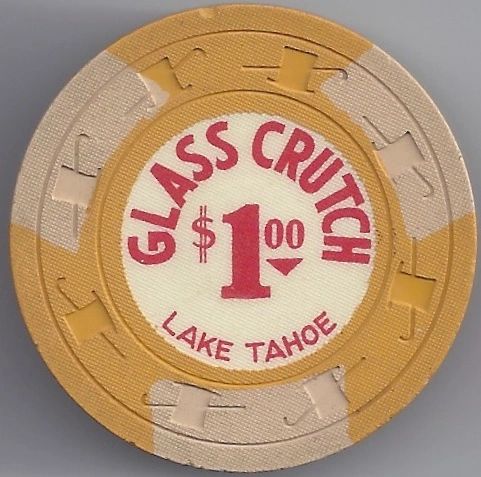 GLASS CRUTCH
$1.00
LAKE TAHOE